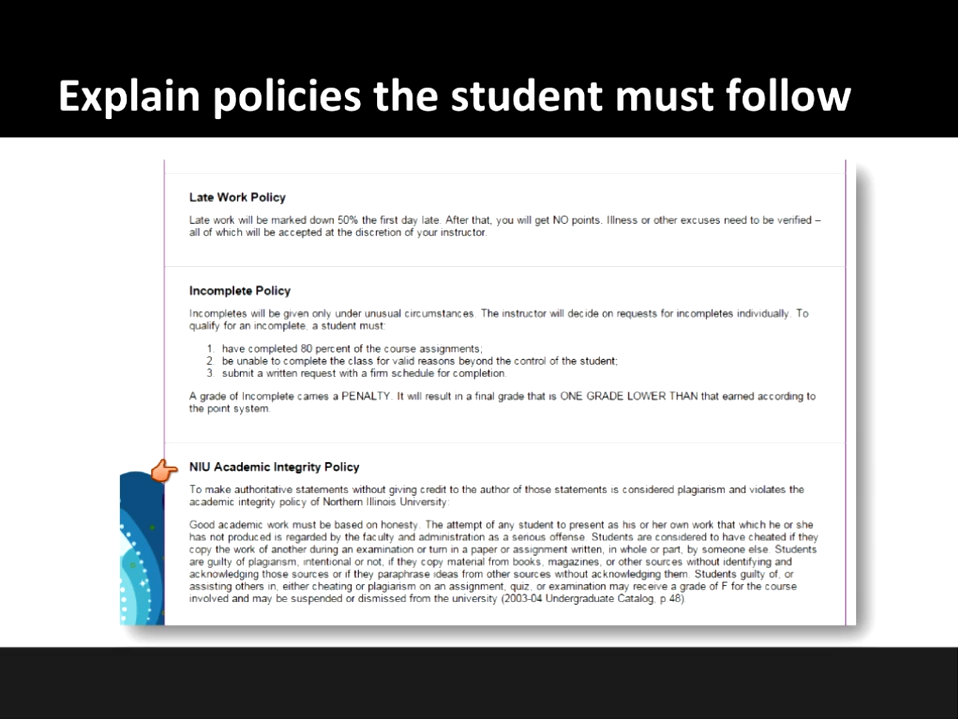 Explain policies the student must follow
Late Work Policy
Late work will be marked down 50% the first day late. After that, you will get NO points. Illness or other excuses need to be verified –
all of which will be accepted at the discretion of your instructor.
Incomplete Policy
Incompletes will be given only under unusual circumstances. The instructor will decide on requests for incompletes individually. To
qualify for an incomplete, a student must:
1. have completed 80 percent of the course assignments;
2. be unable to complete the class for valid reasons beyond the control of the student;
3. submit a written request with a firm schedule for completion.
A grade of Incomplete carries a PENALTY. It will result in a final grade that is ONE GRADE LOWER THAN that earned according to
the point system.
NIU Academic Integrity Policy
To make authoritative statements without giving credit to the author of those statements is considered plagiarism and violates the
academic integrity policy of Northern Illinois University:
Good academic work must be based on honesty. The attempt of any student to present as his or her own work that which he or she
has not produced is regarded by the faculty and administration as a serious offense. Students are considered to have cheated if they
copy the work of another during an examination or turn in a paper or assignment written, in whole or part, by someone else. Students
are guilty of plagiarism, intentional or not, if they copy material from books, magazines, or other sources without identifying and
acknowledging those sources or if they paraphrase ideas from other sources without acknowledging them. Students guilty of, or
assisting others in, either cheating or plagiarism on an assignment, quiz, or examination may receive a grade of F for the course
involved and may be suspended or dismissed from the university (2003-04 Undergraduate Catalog, p.48)